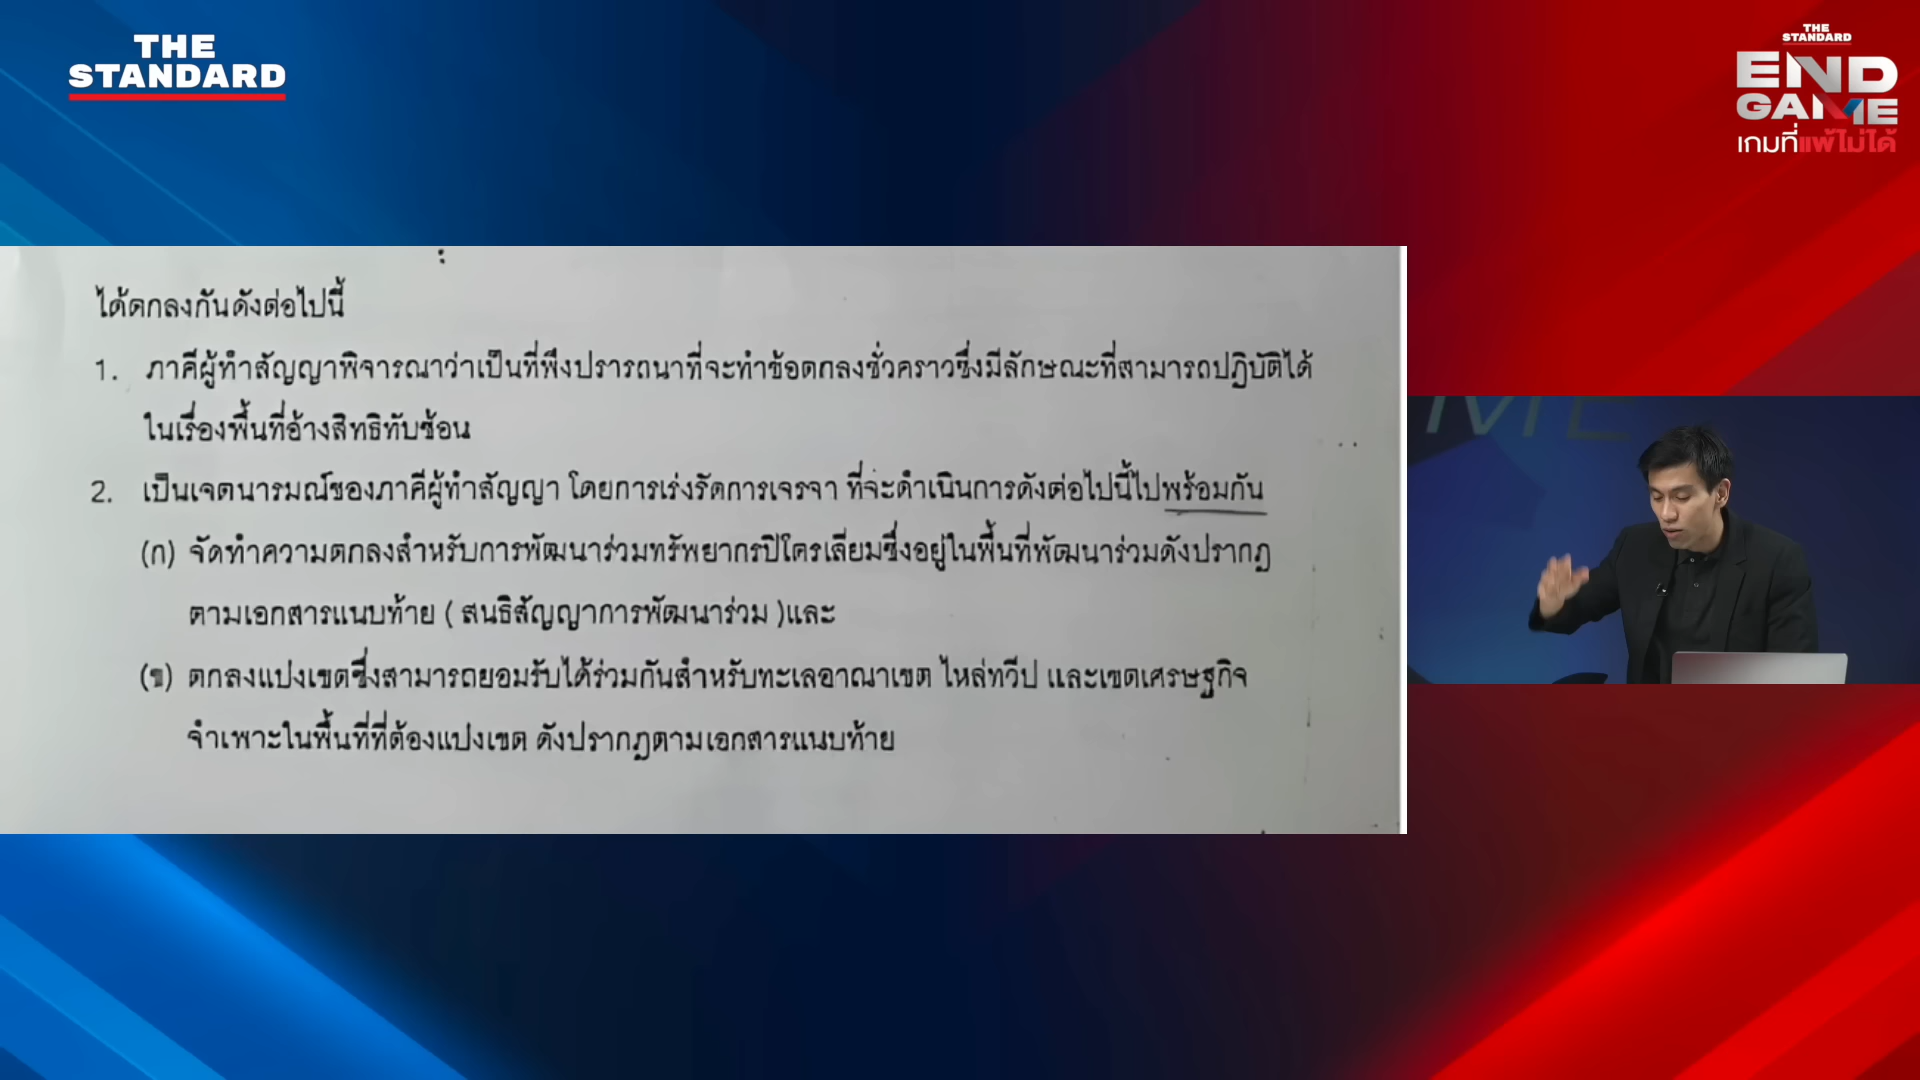 THE
STANDARD
THE
STANDARD
END
GAME
เกมที่แพ้ไม่ได้
ได้ตกลงกันดังต่อไปนี้
1. ภาคีผู้ทำสัญญาพิจารณาว่าเป็นที่พึงปรารถนาที่จะทำข้อตกลงชั่วคราวซึ่งมีลักษณะที่สามารถปฏิบัติได้
ในเรื่องพื้นที่อ้างสิทธิทับซ้อน
2. เป็นเจตนารมณ์ของภาคีผู้ทำสัญญา โดยการเร่งรัดการเจรจา ที่จะดำเนินการดังต่อไปนี้ไปพร้อมกัน
(ก) จัดทำความตกลงสำหรับการพัฒนาร่วมทรัพยากรปิโตรเลียมซึ่งอยู่ในพื้นที่พัฒนาร่วมดังปรากฏ
ตามเอกสารแนบท้าย ( สนธิสัญญาการพัฒนาร่วม )และ
(ข) ตกลงแบ่งเขตซึ่งสามารถยอมรับได้ร่วมกันสำหรับทะเลอาณาเขต ไหล่ทวีป และเขตเศรษฐกิจ
จำเพาะในพื้นที่ที่ต้องแบ่งเขต ดังปรากฏตามเอกสารแนบท้าย
ME